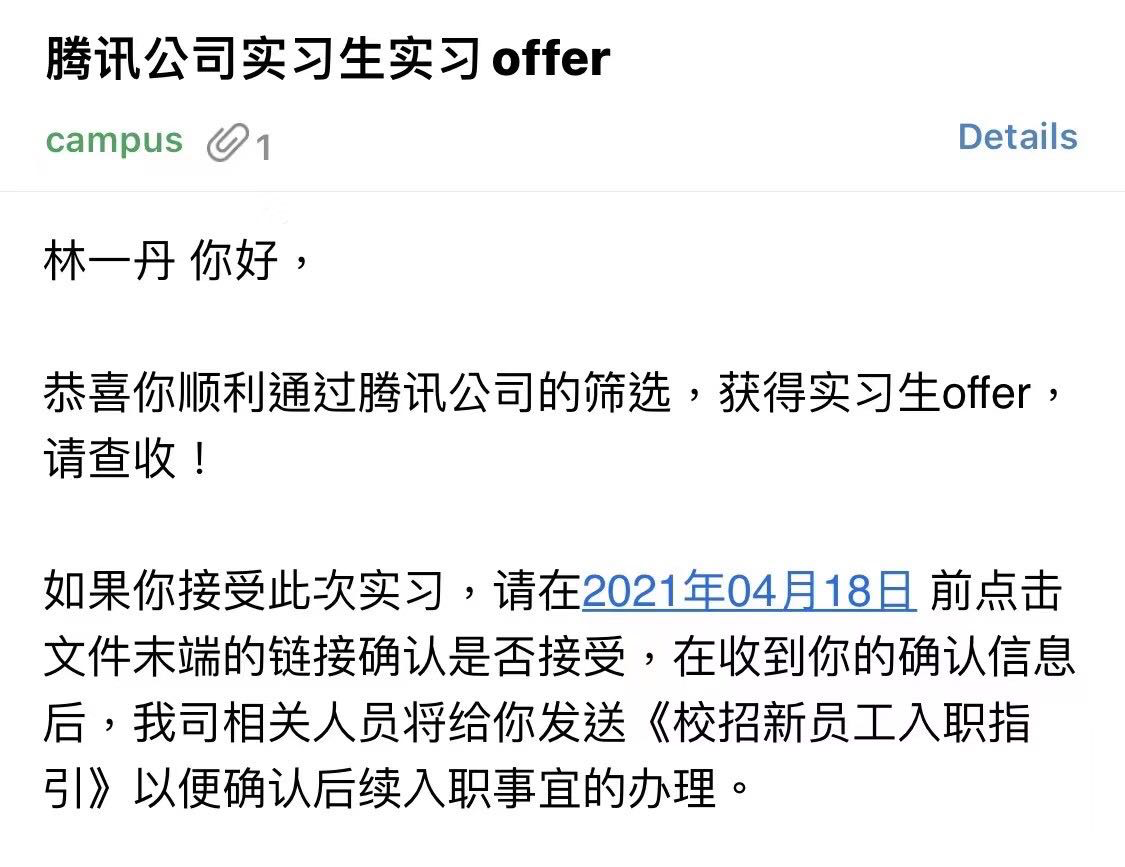 腾讯公司实习生实习offer
campus 1
Details
林一丹 你好，
恭喜你顺利通过腾讯公司的筛选，获得实习生offer，
请查收！
如果你接受此次实习，请在2021年04月18日 前点击
文件末端的链接确认是否接受，在收到你的确认信息
后，我司相关人员将给你发送《校招新员工入职指
引》以便确认后续入职事宜的办理。